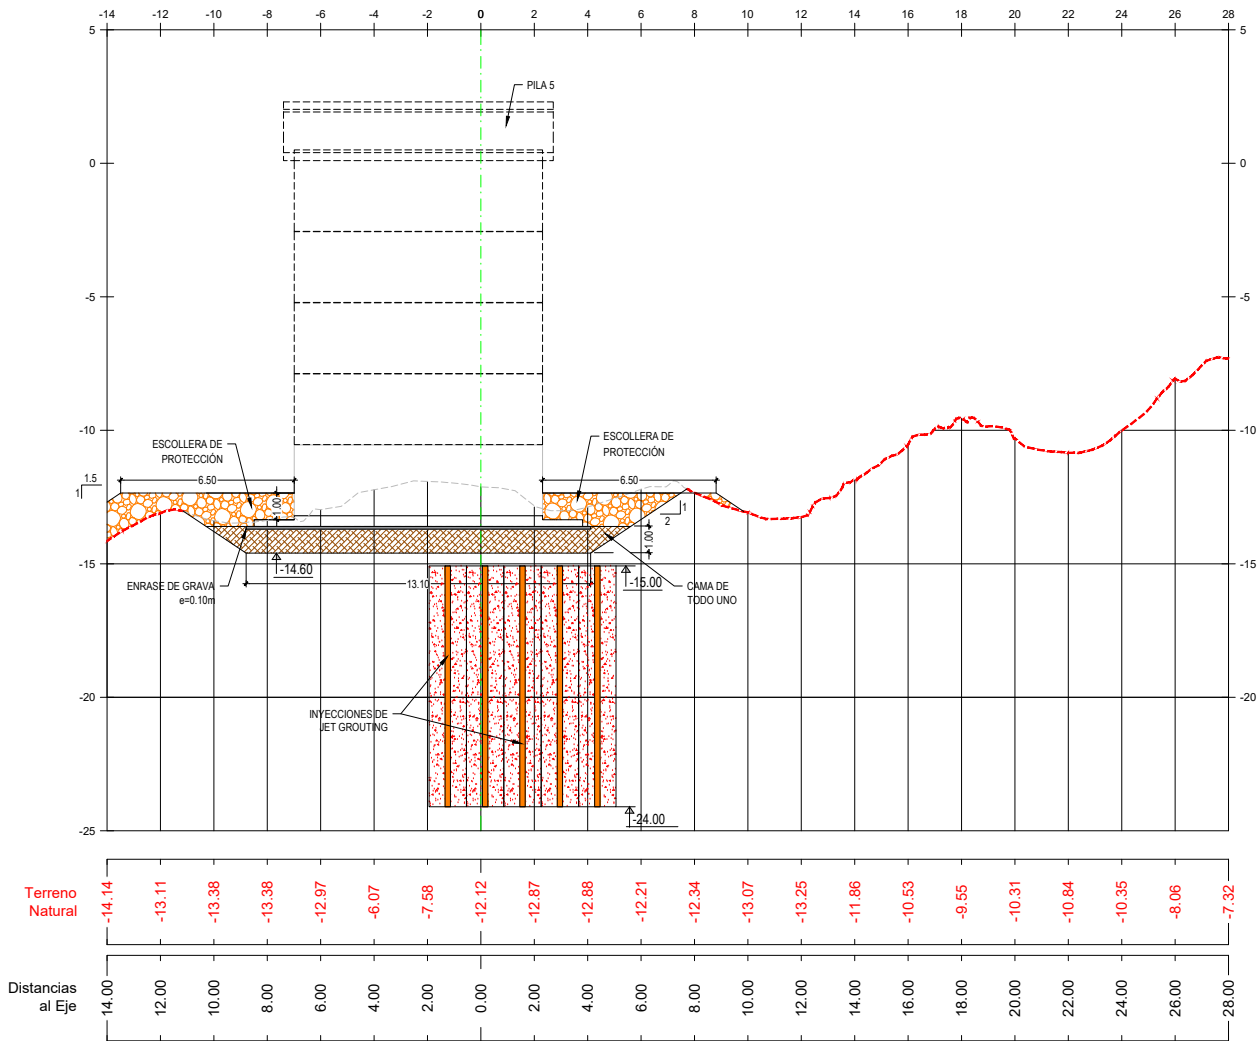 -14 -12 -10 -8 -6 -4 -2 0 2 4 6 8 10 12 14 16 18 20 22 24 26 28
5 5
PILA 5
0 0
-5 -5
-10 -10
ESCOLLERA DE
PROTECCIÓN
ESCOLLERA DE
PROTECCIÓN
6.50 6.50
1.5
1
1.00
1
2
1.00
-15 -15
-14.60
13.10
-15.00
ENRASE DE GRAVA
e=0.10m
CAMA DE
TODO UNO
-20 -20
INYECCIONES DE
JET GROUTING
-24.00
-25
Terreno
Natural
-14.14 -13.11 -13.38 -13.38 -12.97 -6.07 -7.58 -12.12 -12.87 -12.88 -12.21 -12.34 -13.07 -13.25 -11.86 -10.53 -9.55 -10.31 -10.84 -10.35 -8.06 -7.32
Distancias
al Eje
14.00 12.00 10.00 8.00 6.00 4.00 2.00 0.00 2.00 4.00 6.00 8.00 10.00 12.00 14.00 16.00 18.00 20.00 22.00 24.00 26.00 28.00